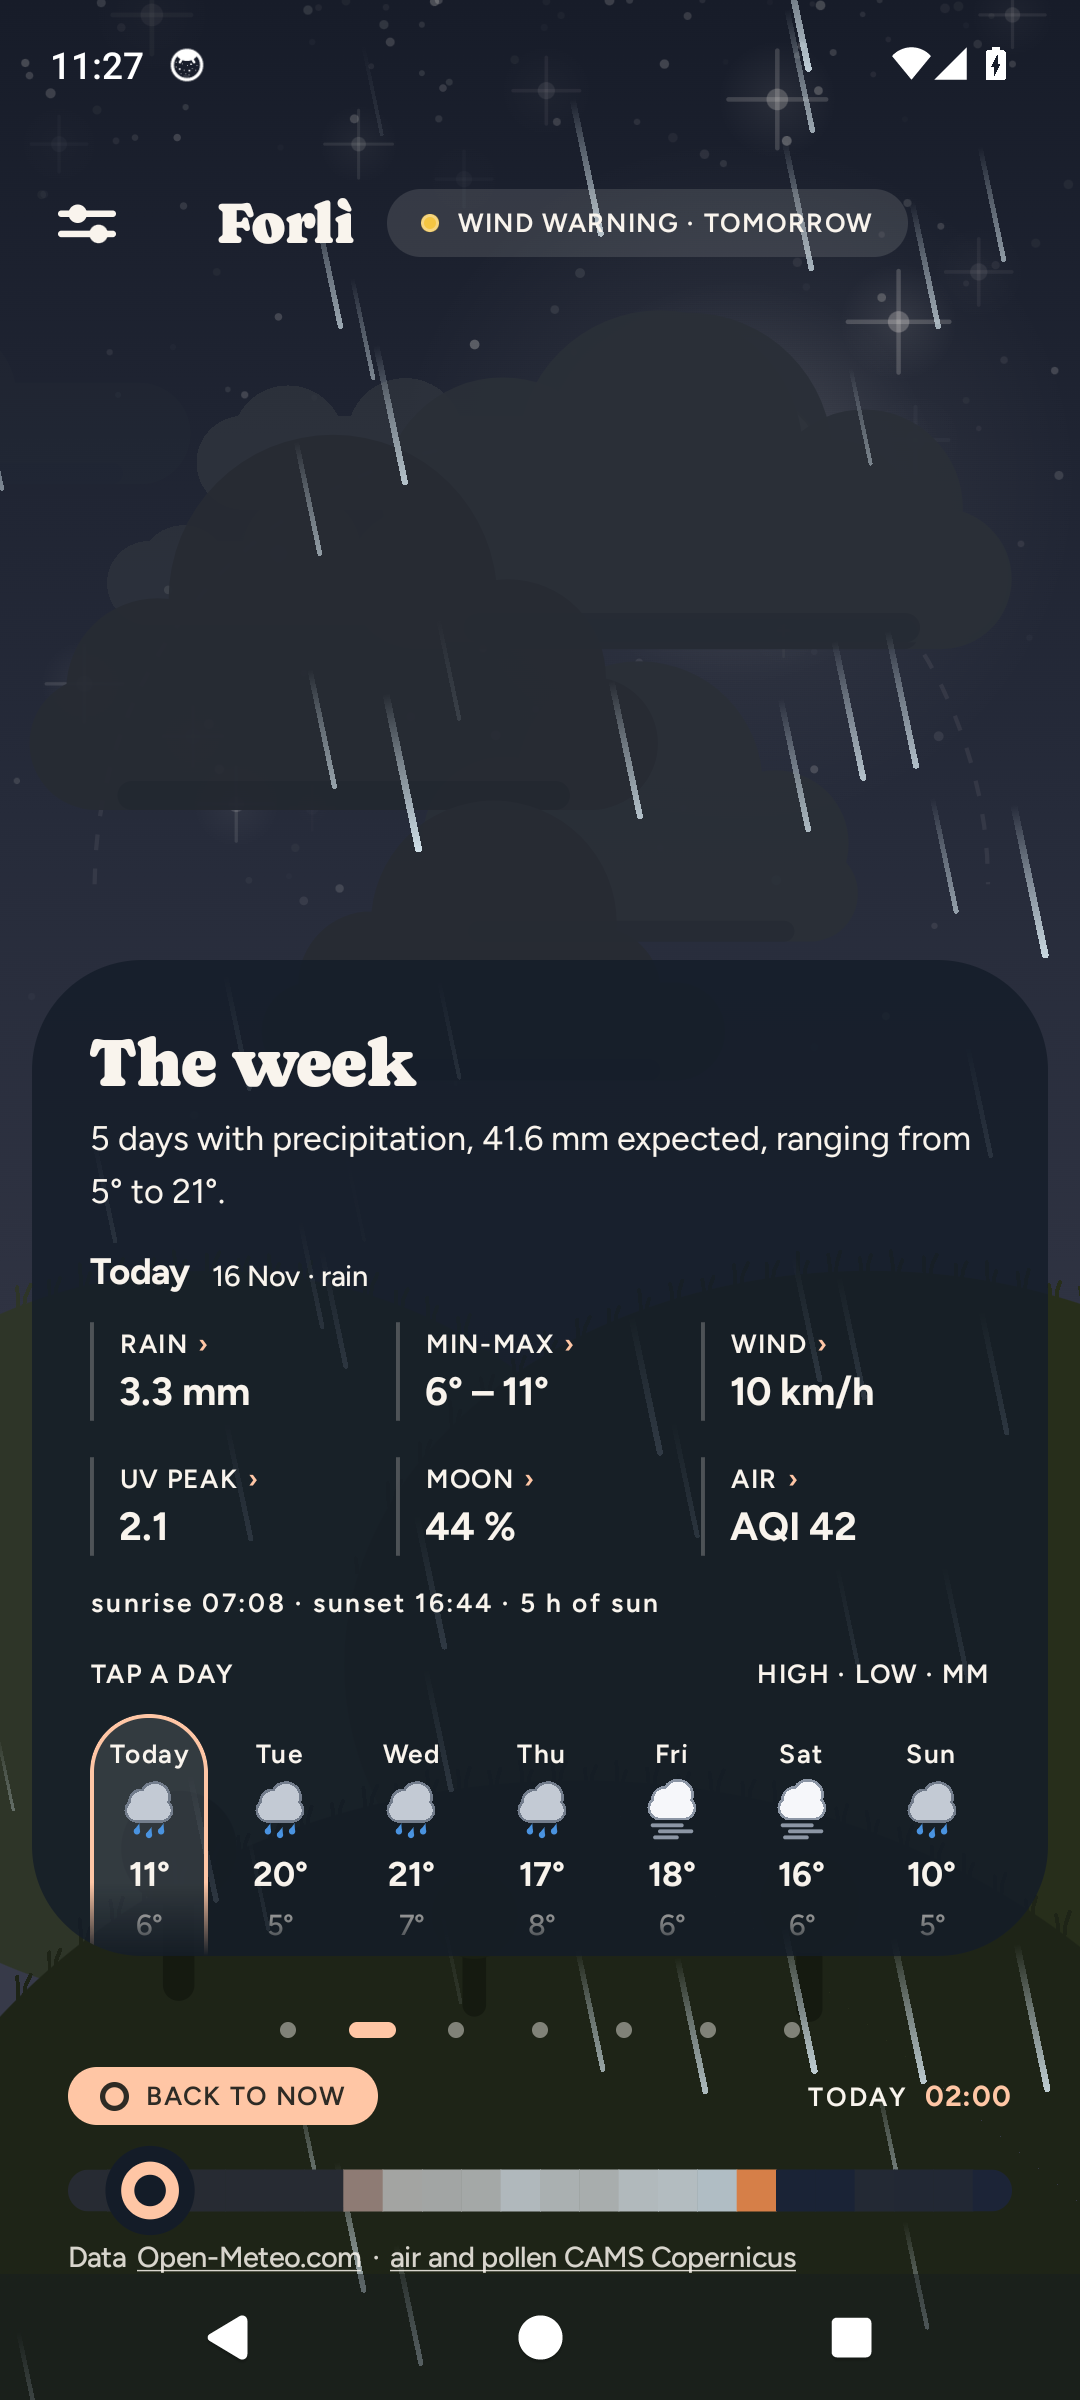 11:27
Forlì
WIND WARNING · TOMORROW
The week
5 days with precipitation, 41.6 mm expected, ranging from
5° to 21°.
Today 16 Nov · rain
RAIN › MIN-MAX › WIND ›
3.3 mm 6° – 11° 10 km/h
UV PEAK › MOON › AIR ›
2.1 44 % AQI 42
sunrise 07:08 · sunset 16:44 · 5 h of sun
TAP A DAY HIGH · LOW · MM
Today Tue Wed Thu Fri Sat Sun
11° 20° 21° 17° 18° 16° 10°
6° 5° 7° 8° 6° 6° 5°
BACK TO NOW TODAY 02:00
Data Open-Meteo.com · air and pollen CAMS Copernicus